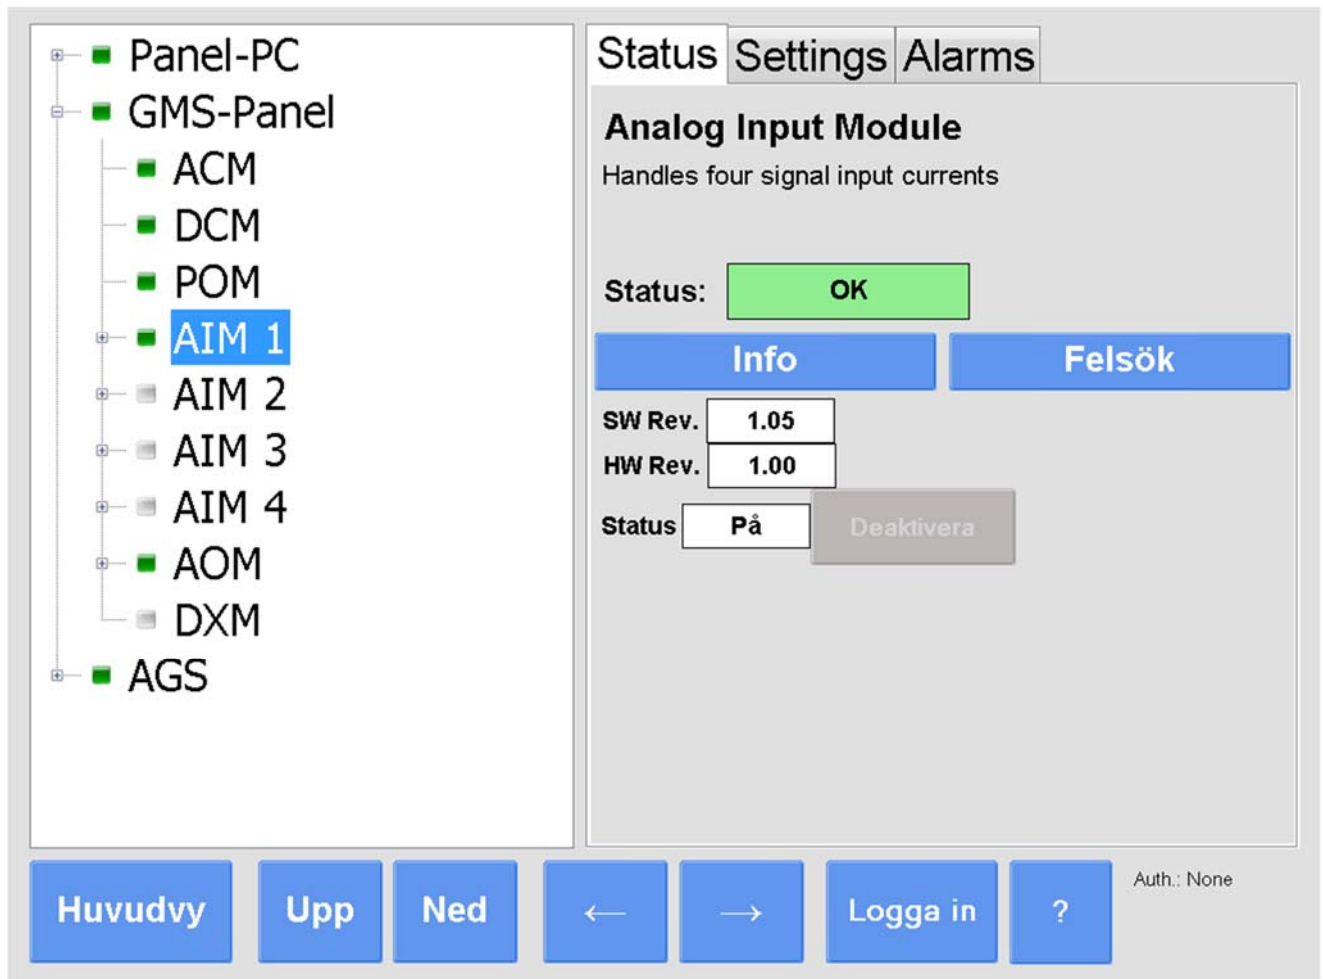 Panel-PC
GMS-Panel
ACM
DCM
POM
AIM 1
AIM 2
AIM 3
AIM 4
AOM
DXM
AGS
Status Settings Alarms
Analog Input Module
Handles four signal input currents
Status: OK
Info Felsök
SW Rev. 1.05
HW Rev. 1.00
Status På Deaktivera
Huvudvy Upp Ned ← → Logga in ? Auth.: None